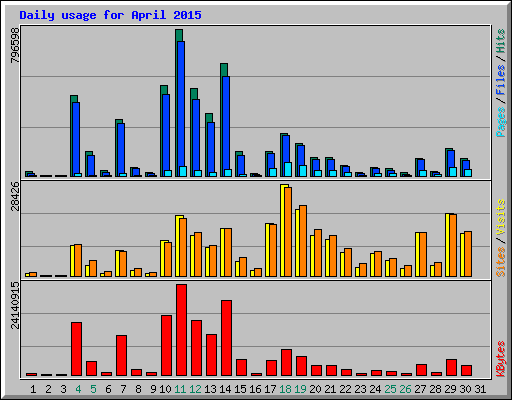 Daily usage for April 2015
796598
Pages / Files / Hits
28426
Sites / Visits
24140915
KBytes
1 2 3 4 5 6 7 8 9 10 11 12 13 14 15 16 17 18 19 20 21 22 23 24 25 26 27 28 29 30 31